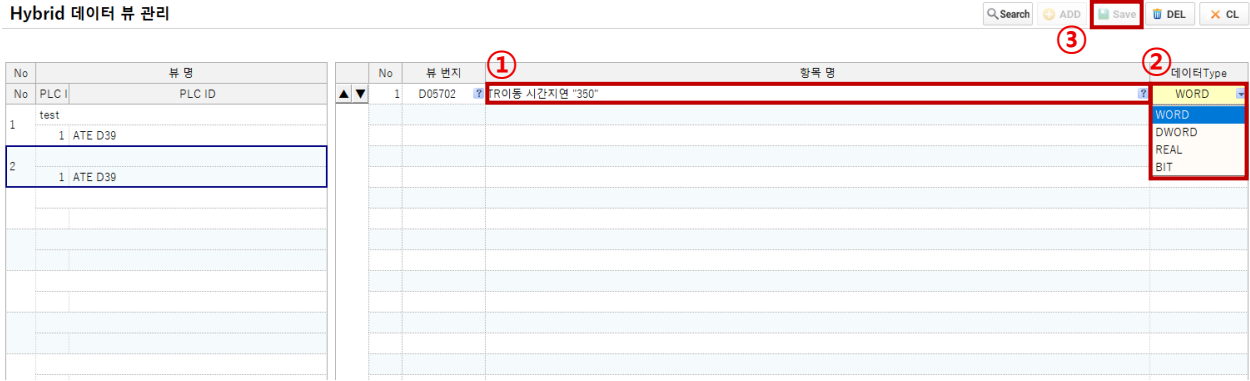 Hybrid 데이터 뷰 관리
Search ADD Save DEL CL
③
① ②
No 뷰 명 No 뷰 번지 항목 명 데이터Type
No PLC I PLC ID 1 D05702 ? TR이동 시간지연 "350" ? WORD
1 test WORD
1 ATE D39 DWORD
2 REAL
1 ATE D39 BIT